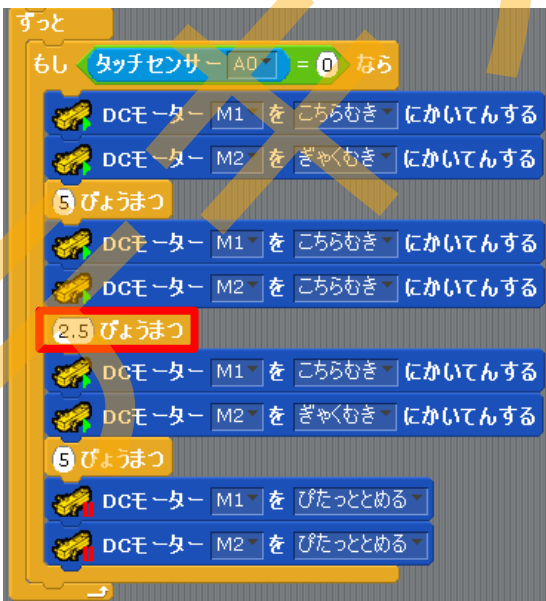 ずっと
もし タッチセンサー A0 = 0 なら
DCモーター M1 を こちらむき にかいてんする
DCモーター M2 を ぎゃくむき にかいてんする
5 びょうまつ
DCモーター M1 を こちらむき にかいてんする
DCモーター M2 を こちらむき にかいてんする
2.5 びょうまつ
DCモーター M1 を こちらむき にかいてんする
DCモーター M2 を ぎゃくむき にかいてんする
5 びょうまつ
DCモーター M1 を ぴたっととめる
DCモーター M2 を ぴたっととめる